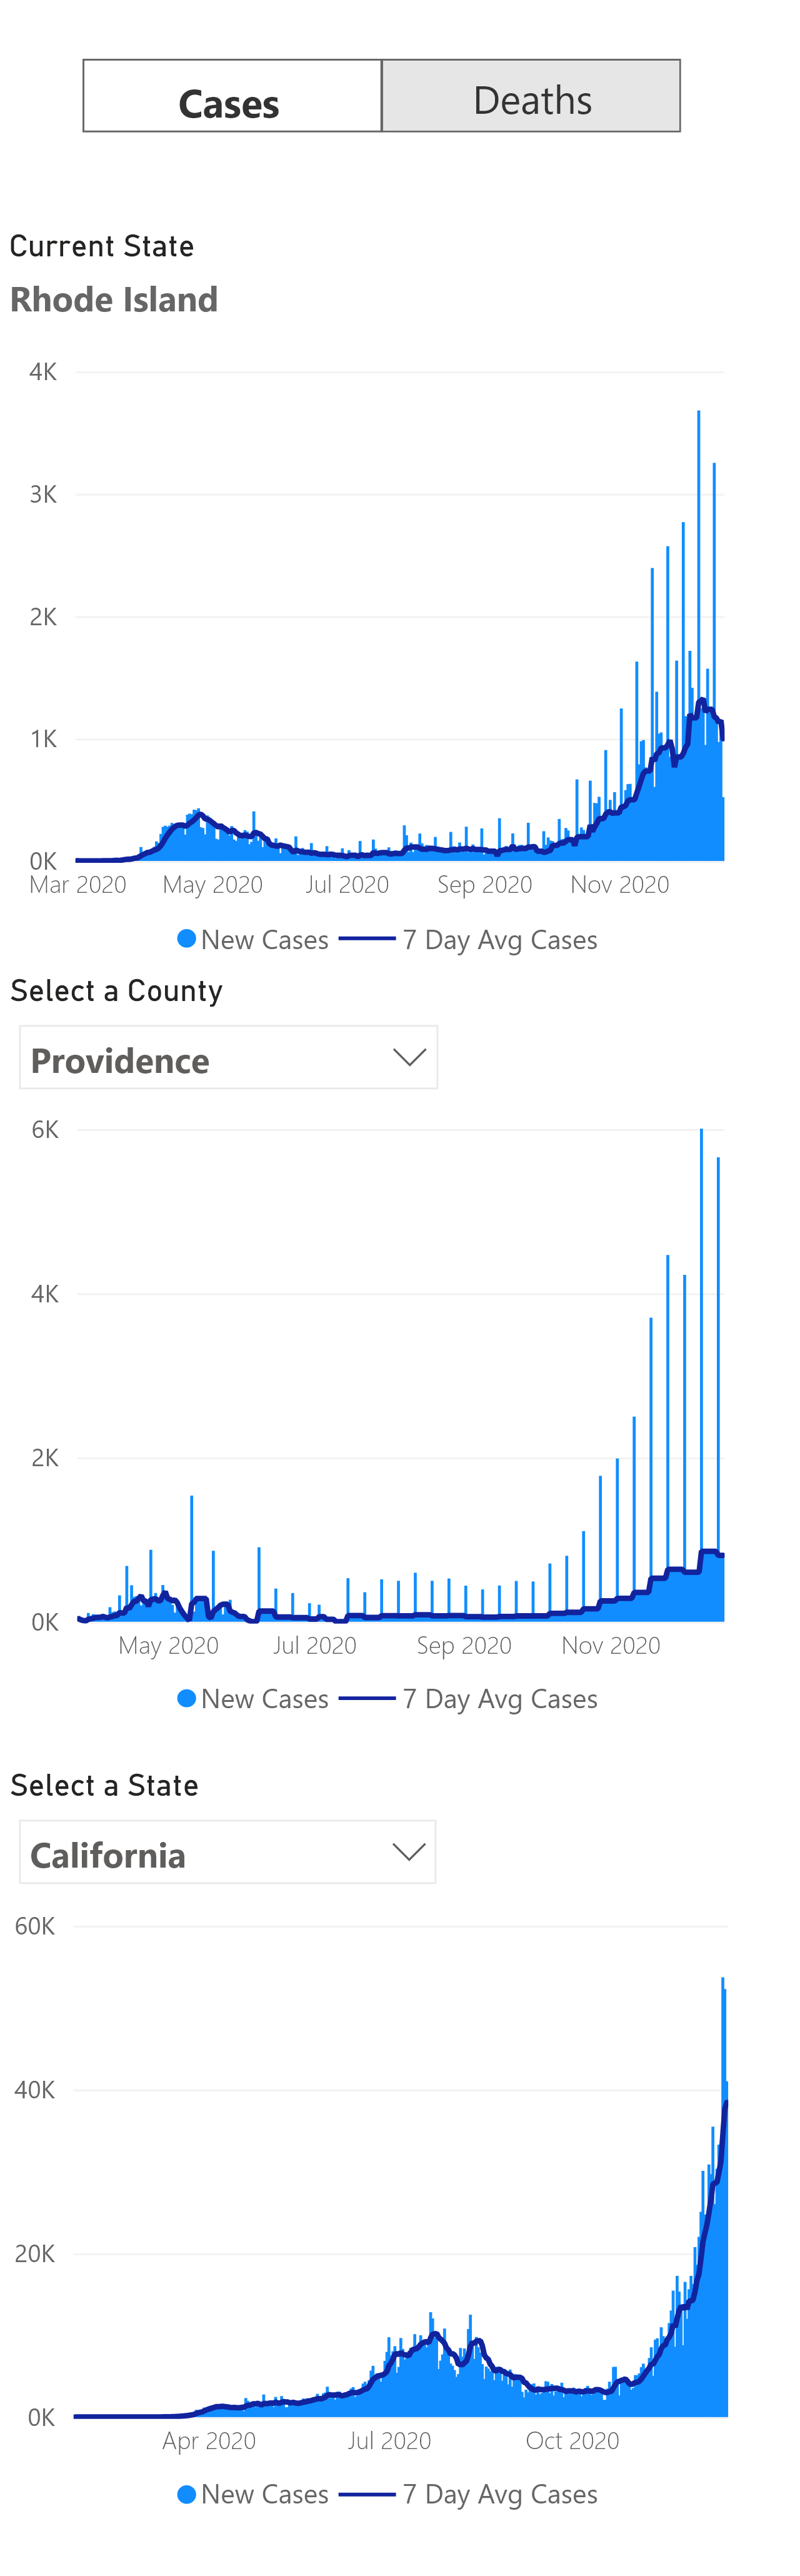 Cases Deaths
Current State
Rhode Island
4K
3K
2K
1K
0K
Mar 2020 May 2020 Jul 2020 Sep 2020 Nov 2020
New Cases 7 Day Avg Cases
Select a County
Providence
6K
4K
2K
0K
May 2020 Jul 2020 Sep 2020 Nov 2020
New Cases 7 Day Avg Cases
Select a State
California
60K
40K
20K
0K
Apr 2020 Jul 2020 Oct 2020
New Cases 7 Day Avg Cases